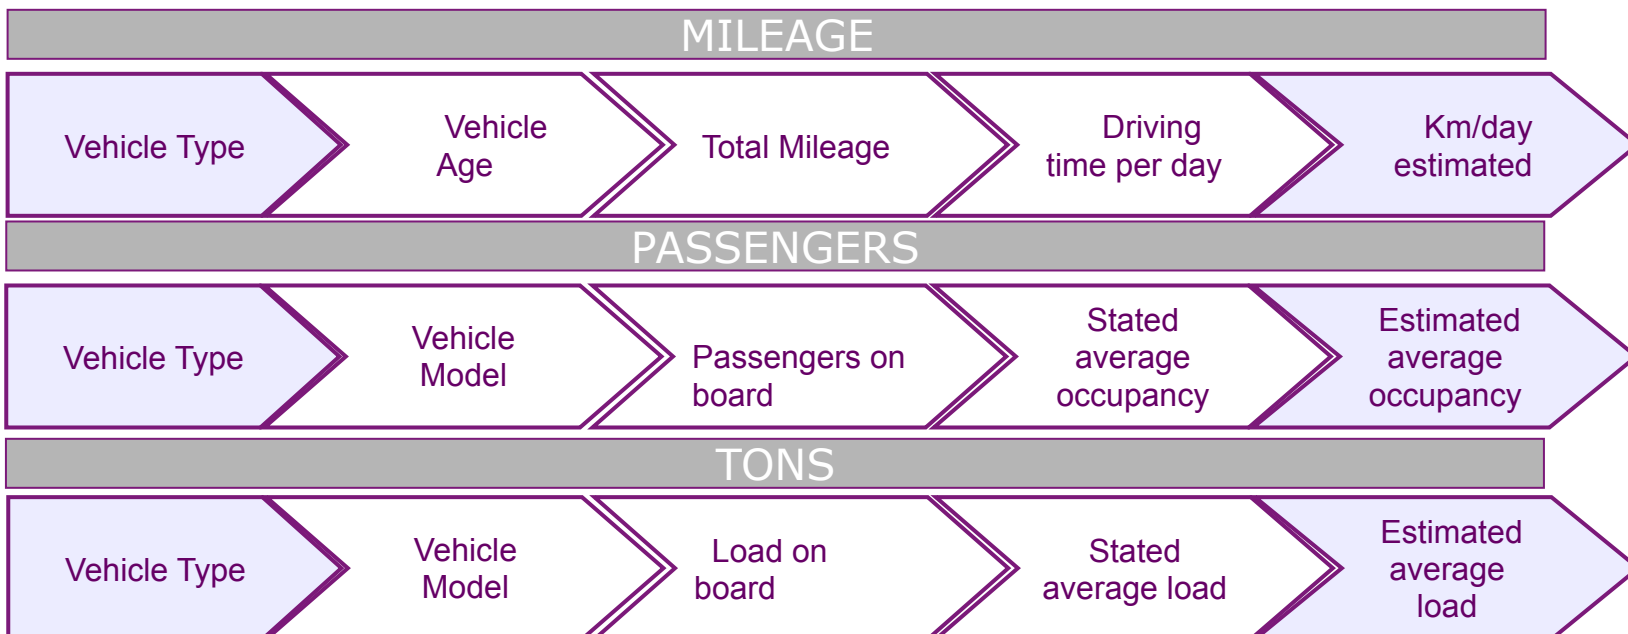 MILEAGE
Vehicle Type
Vehicle
Age
Total Mileage
Driving
time per day
Km/day
estimated
PASSENGERS
Vehicle Type
Vehicle
Model
Passengers on
board
Stated
average
occupancy
Estimated
average
occupancy
TONS
Vehicle Type
Vehicle
Model
Load on
board
Stated
average load
Estimated
average
load